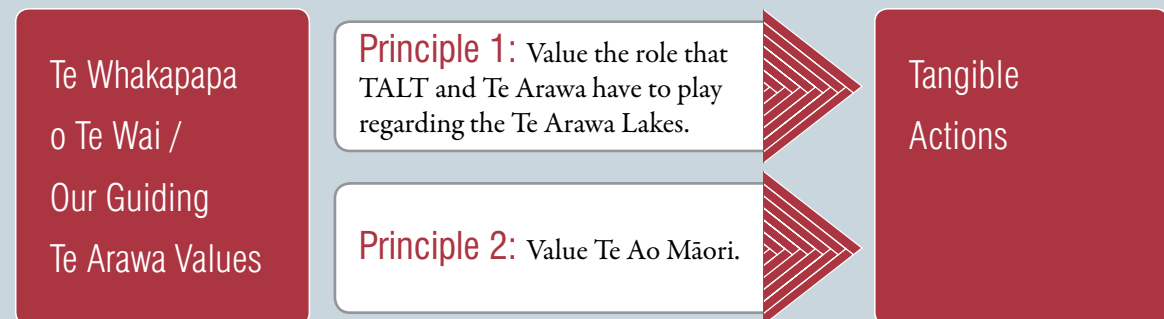 Te Whakapapa
o Te Wai /
Our Guiding
Te Arawa Values
Principle 1: Value the role that
TALT and Te Arawa have to play
regarding the Te Arawa Lakes.
Principle 2: Value Te Ao Māori.
Tangible
Actions